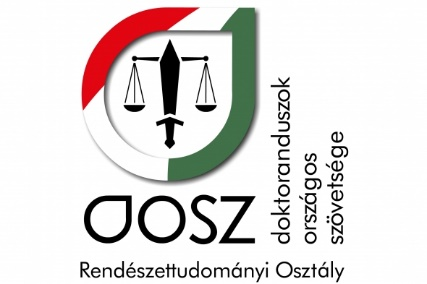 DOSZ
doktoranduszok
országos
szövetsége
Rendészettudományi Osztály